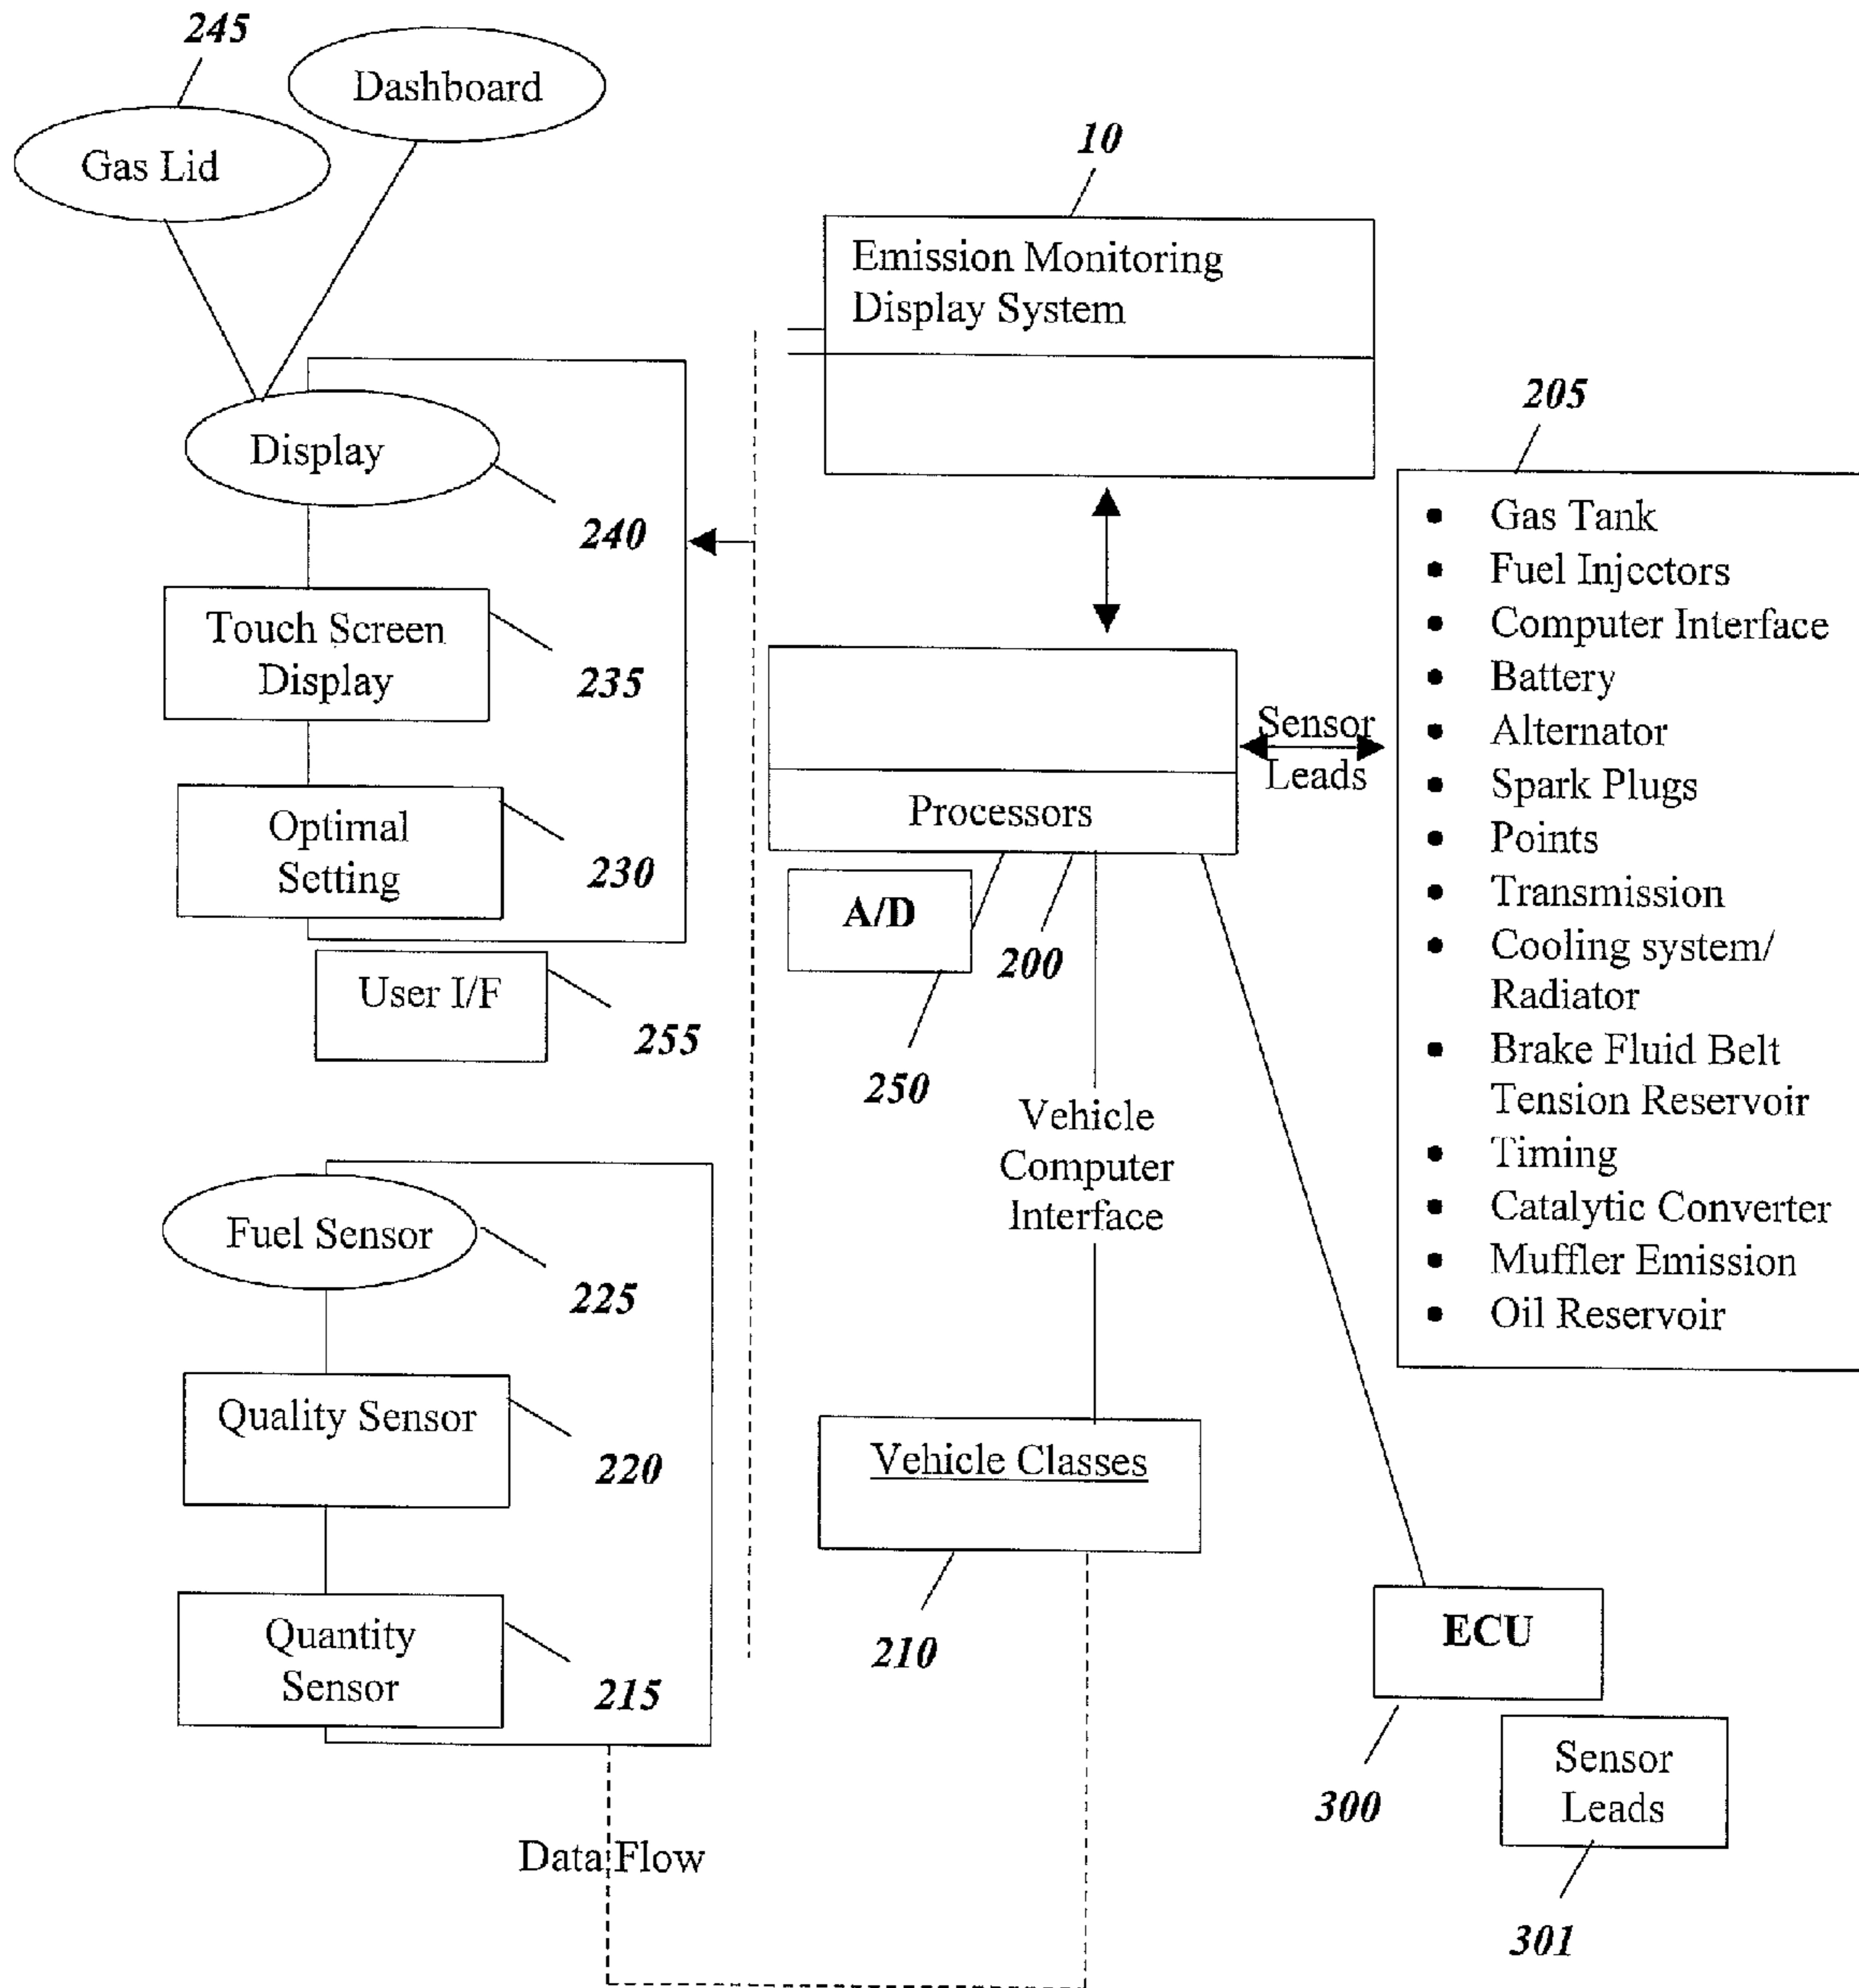 245
Dashboard
Gas Lid
10
Emission Monitoring
Display System
205
Display
240
Touch Screen
Display
235
Optimal
Setting
230
User I/F
255
Processors
A/D
200
250
Sensor
Leads
• Gas Tank
• Fuel Injectors
• Computer Interface
• Battery
• Alternator
• Spark Plugs
• Points
• Transmission
• Cooling system/
Radiator
• Brake Fluid Belt
Tension Reservoir
• Timing
• Catalytic Converter
• Muffler Emission
• Oil Reservoir
Vehicle
Computer
Interface
Fuel Sensor
225
Quality Sensor
220
Quantity
Sensor
215
Vehicle Classes
210
ECU
300
Sensor
Leads
301
Data Flow